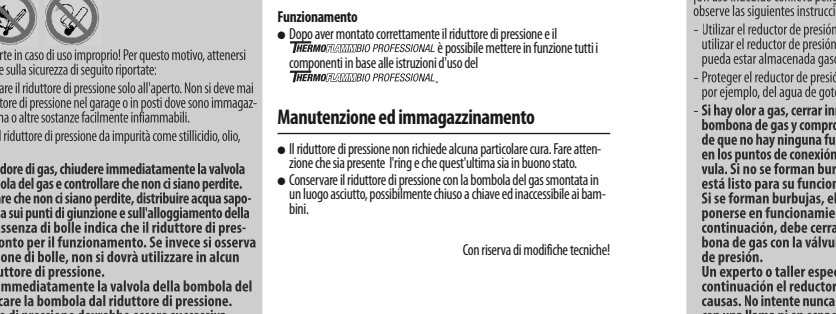 rte in caso di uso improprio! Per questo motivo, attenersi
e sulla sicurezza di seguito riportate:
are il riduttore di pressione solo all'aperto. Non si deve mai
ttore di pressione nel garage o in posti dove sono immagaz-
na o altre sostanze facilmente infiammabili.
l riduttore di pressione da impurità come stillicidio, olio,
dore di gas, chiudere immediatamente la valvola
ola del gas e controllare che non ci siano perdite.
are che non ci siano perdite, distribuire acqua sapo-
a sui punti di giunzione e sull'alloggiamento della
ssenza di bolle indica che il riduttore di pres-
onto per il funzionamento. Se invece si osserva
ione di bolle, non si dovrà utilizzare in alcun
uttore di pressione.
immediatamente la valvola della bombola del
care la bombola dal riduttore di pressione.
Funzionamento
● Dopo aver montato correttamente il riduttore di pressione e il
THERMOFLAMM BIO PROFESSIONAL è possibile mettere in funzione tutti i
componenti in base alle istruzioni d'uso del
THERMOFLAMM BIO PROFESSIONAL.
Manutenzione ed immagazzinamento
● Il riduttore di pressione non richiede alcuna particolare cura. Fare atten-
zione che sia presente l'ring e che quest'ultima sia in buono stato.
● Conservare il riduttore di pressione con la bombola del gas smontata in
un luogo asciutto, possibilmente chiuso a chiave ed inaccessibile ai bam-
bini.
Con riserva di modifiche tecniche!
observe las siguientes instrucci
- Utilizar el reductor de presión
utilizar el reductor de presión
pueda estar almacenada gaso
- Proteger el reductor de presió
por ejemplo, del agua de got
- Si hay olor a gas, cerrar in
bombona de gas y compro
de que no hay ninguna fu
en los puntos de conexión
vula. Si no se forman bur
está listo para su funcion
Si se forman burbujas, el
ponerse en funcionamie
continuación, debe cerra
bona de gas con la válvu
de presión.
Un experto o taller espec
continuación el reductor
causas. No intente nunca